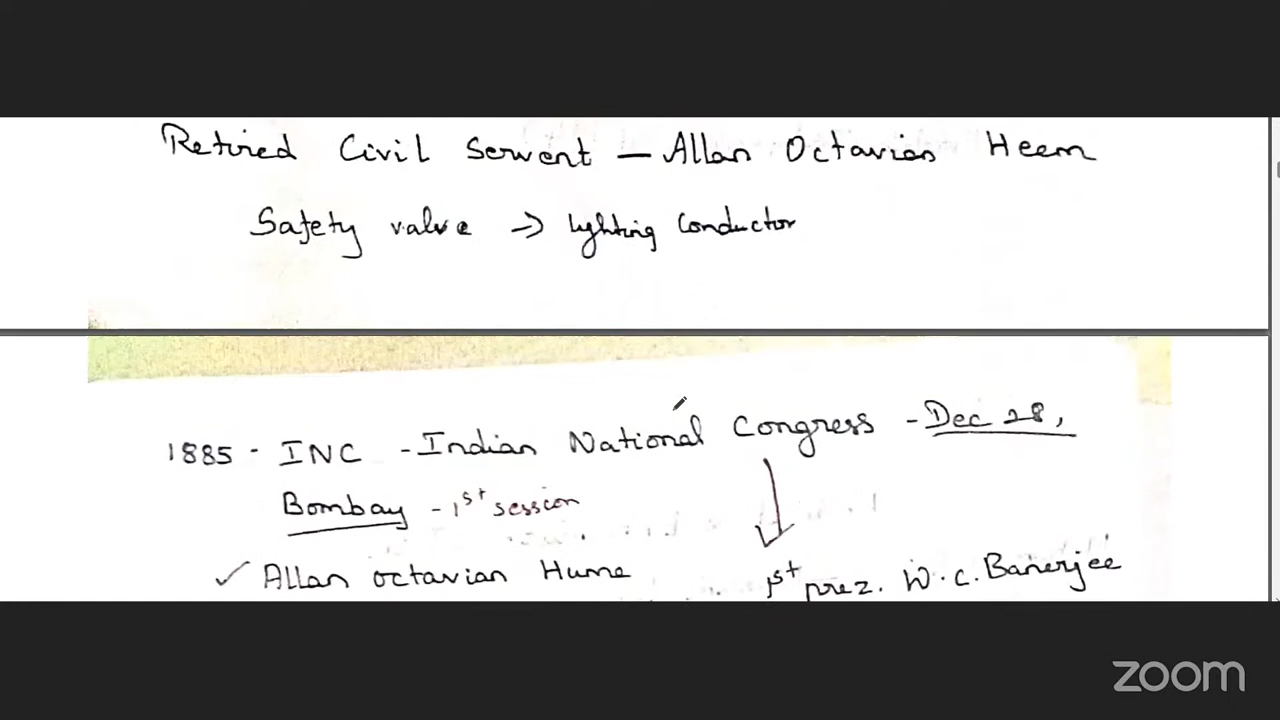 Retired Civil Servent — Allan Octavian Heem
Safety valve → lighting conductor
1885 - INC - Indian National Congress - Dec 28,
Bombay - 1st session
✓ Allan octavian Hume
1st prez. W.C. Banerjee
zoom